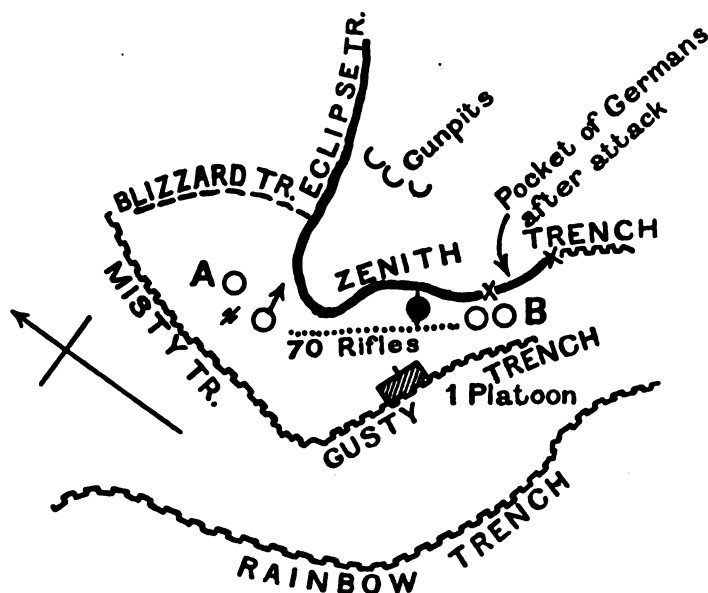 ECLIPSE TR.
Gunpits
Pocket of Germans
after attack
BLIZZARD TR.
TRENCH
ZENITH
A
B
MISTY TR.
70 Rifles
TRENCH
1 Platoon
GUSTY
TRENCH
RAINBOW